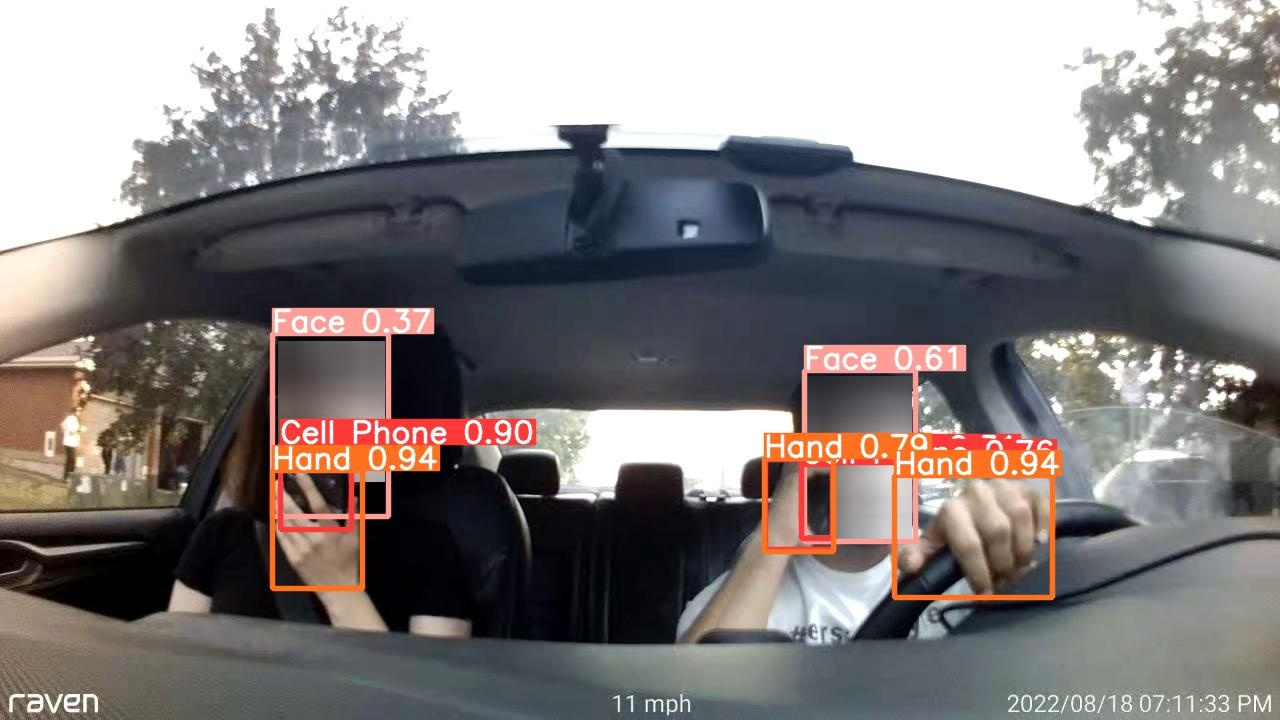 Face 0.37
Face 0.61
Cell Phone 0.90
Hand 0.79
Hand 0.94
Hand 0.94
#ers
raven
11 mph
2022/08/18 07:11:33 PM